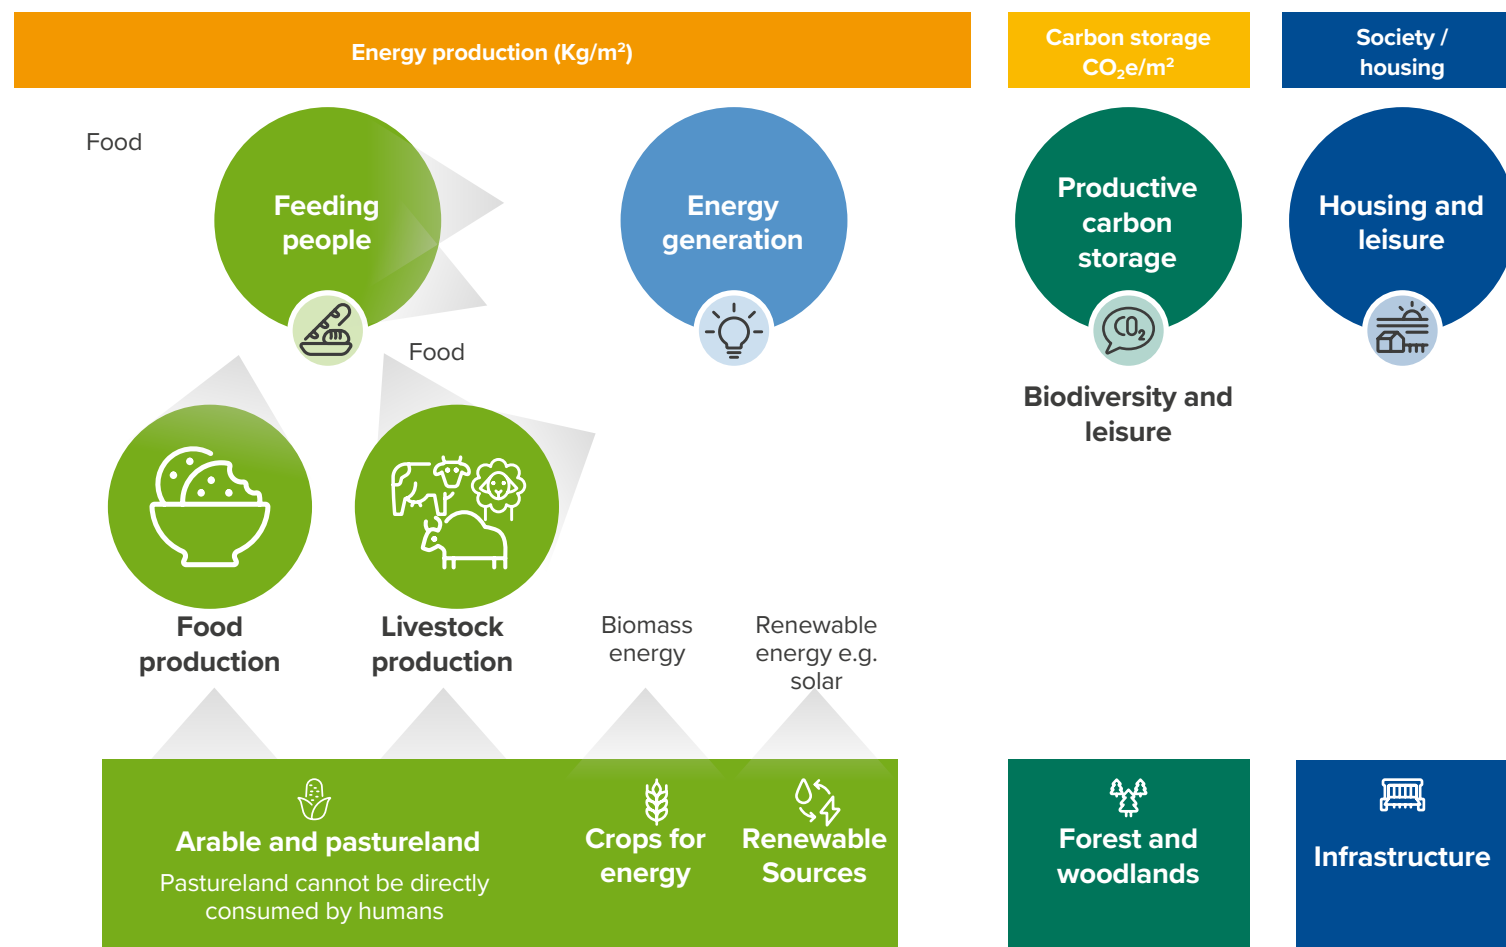 Energy production (Kg/m²)
Carbon storage
CO₂e/m²
Society /
housing
Food
Feeding
people
Energy
generation
Productive
carbon
storage
Housing and
leisure
CO₂
Food
Biodiversity and
leisure
Food
production
Livestock
production
Biomass
energy
Renewable
energy e.g.
solar
Arable and pastureland
Pastureland cannot be directly
consumed by humans
Crops for
energy
Renewable
Sources
Forest and
woodlands
Infrastructure